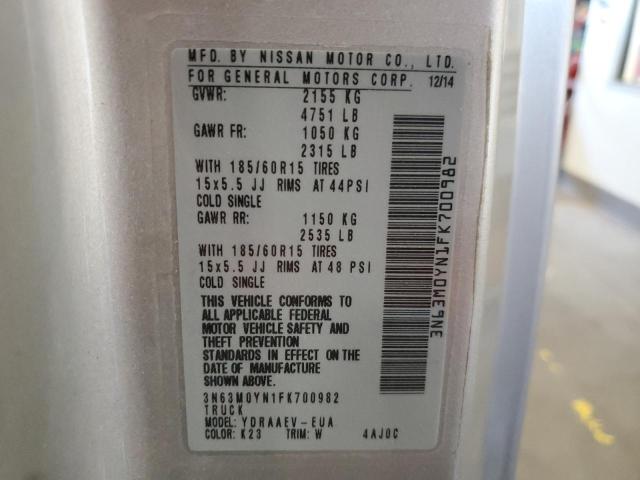 MFD. BY NISSAN MOTOR CO., LTD.
FOR GENERAL MOTORS CORP. 12/14
GVWR: 2155 KG
4751 LB
GAWR FR: 1050 KG
2315 LB
WITH 185/60R15 TIRES
15x5.5 JJ RIMS AT 44PSI
COLD SINGLE
GAWR RR: 1150 KG
2535 LB
WITH 185/60R15 TIRES
15x5.5 JJ RIMS AT 48 PSI
COLD SINGLE
THIS VEHICLE CONFORMS TO
ALL APPLICABLE FEDERAL
MOTOR VEHICLE SAFETY AND
THEFT PREVENTION
STANDARDS IN EFFECT ON THE
DATE OF MANUFACTURE
SHOWN ABOVE.
3N63M0YN1FK700982
TRUCK
MODEL: YDRAAEV-EUA
COLOR: K23 TRIM: W 4AJ0C
3N63M0YN1FK700982